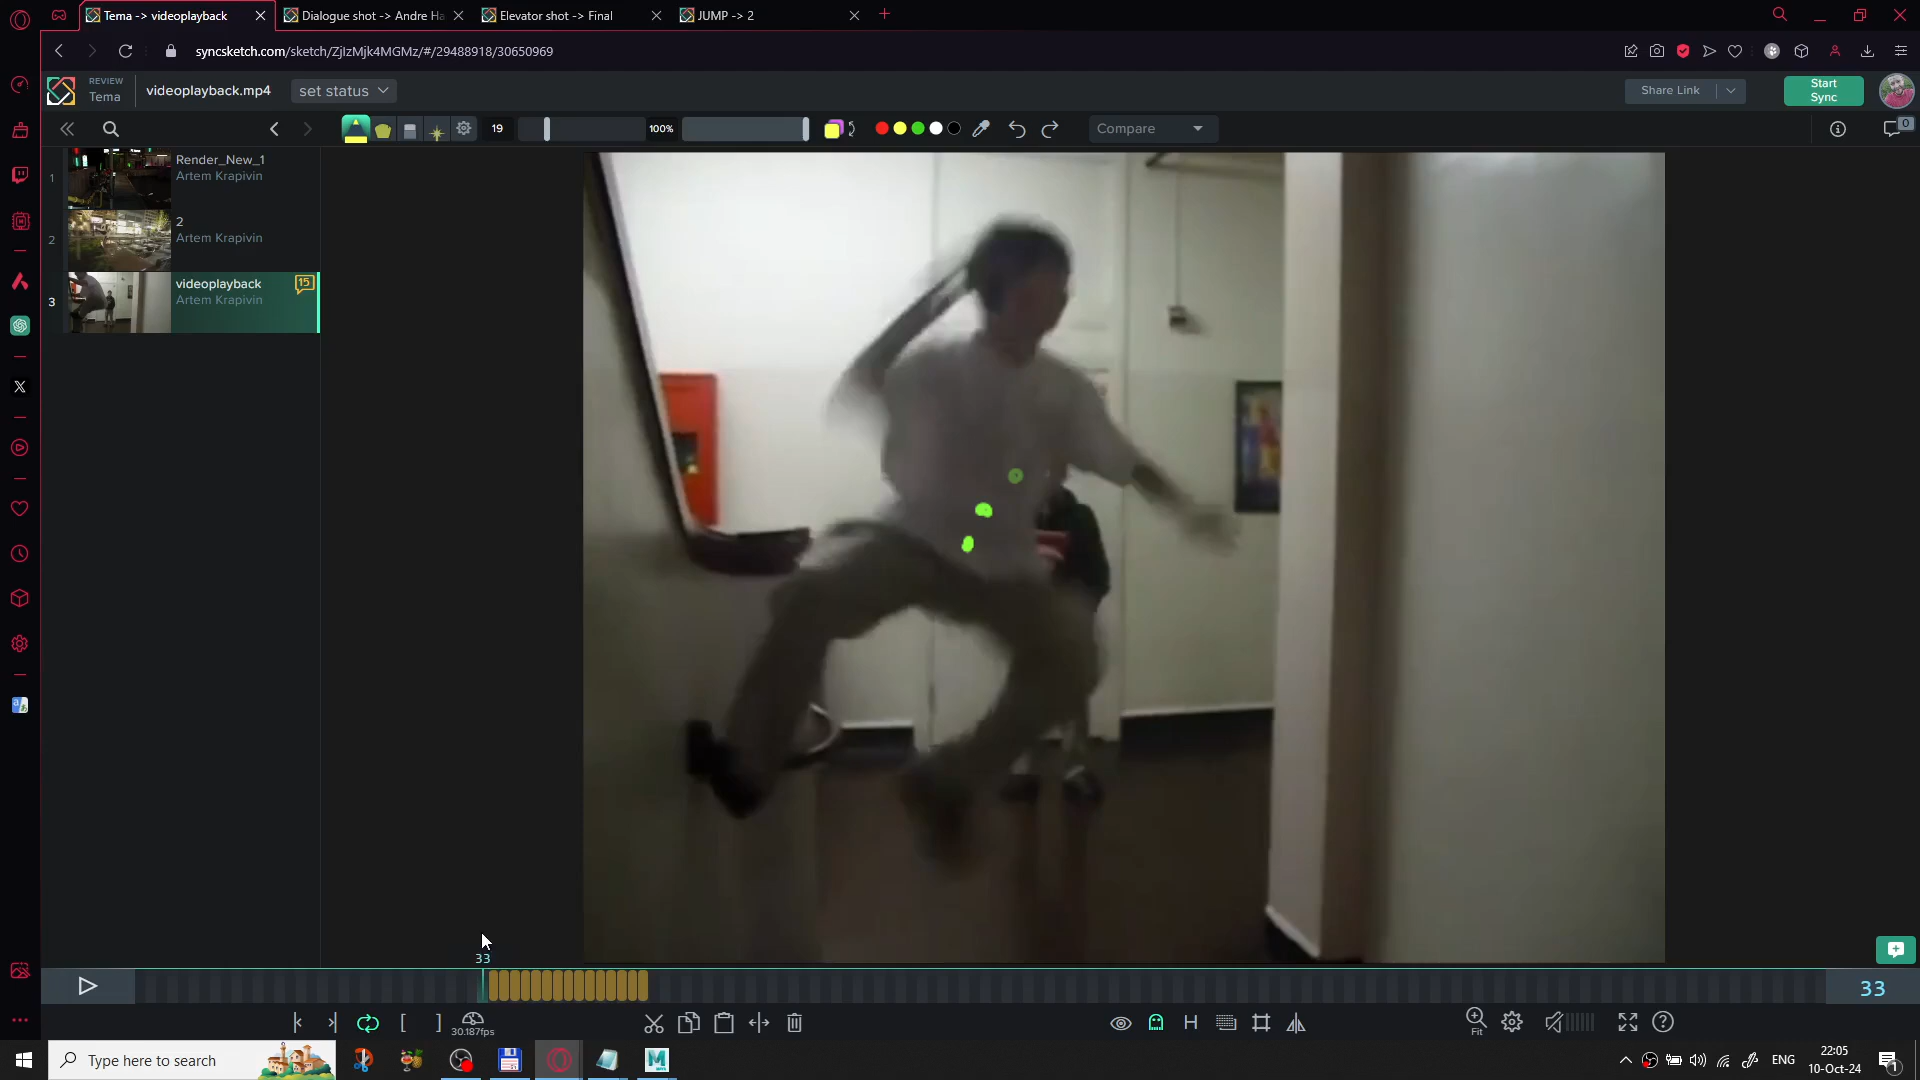 Tema -> videoplayback
Dialogue shot -> Andre Ha
Elevator shot -> Final
JUMP -> 2
syncsketch.com/sketch/ZjIzMjk4MGMz/#/29488918/30650969
REVIEW
Tema
videoplayback.mp4
set status
Share Link
Start
Sync
19
100%
Compare
0
1
Render_New_1
Artem Krapivin
2
2
Artem Krapivin
3
videoplayback
Artem Krapivin
15
33
33
30.187fps
H
Fit
Type here to search
ENG
22:05
10-Oct-24
1